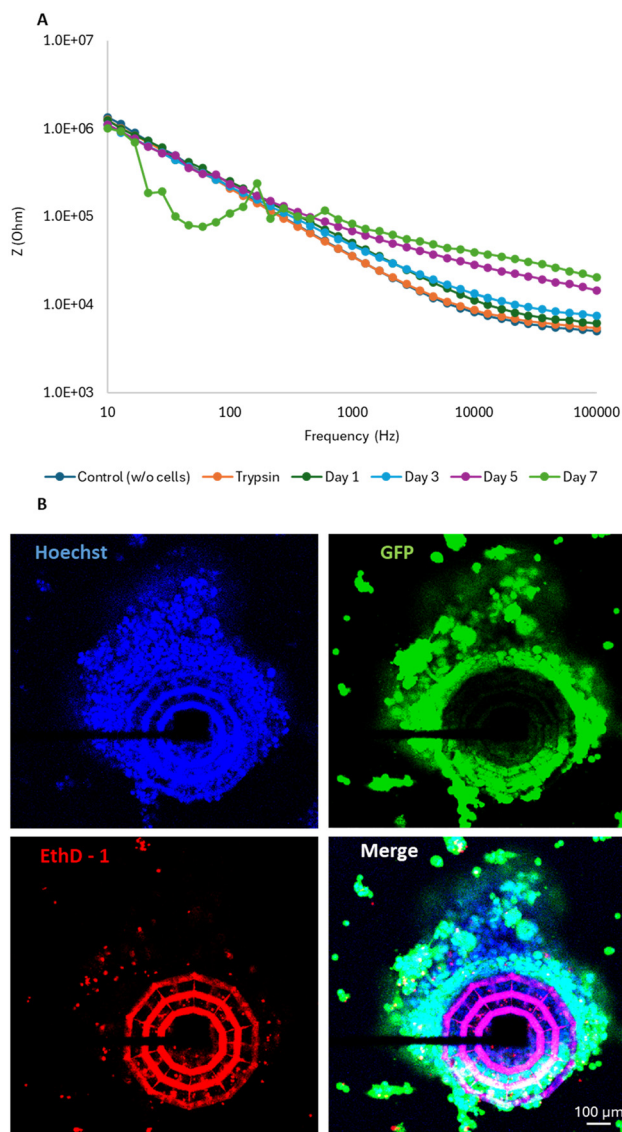 A
1.0E+07
1.0E+06
1.0E+05
1.0E+04
1.0E+03
Z (Ohm)
10 100 1000 10000 100000
Frequency (Hz)
Control (w/o cells) Trypsin Day 1 Day 3 Day 5 Day 7
B
Hoechst GFP
EthD - 1 Merge
100 µm